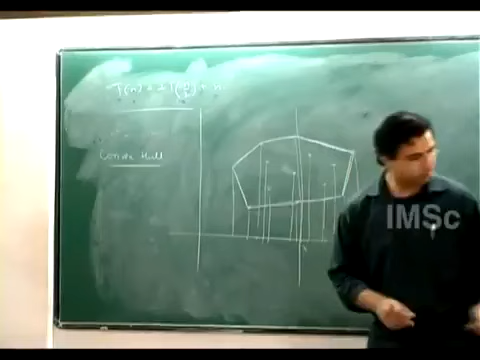 T(n) = 2T(n/2) + n
Convex Hull
IMSc